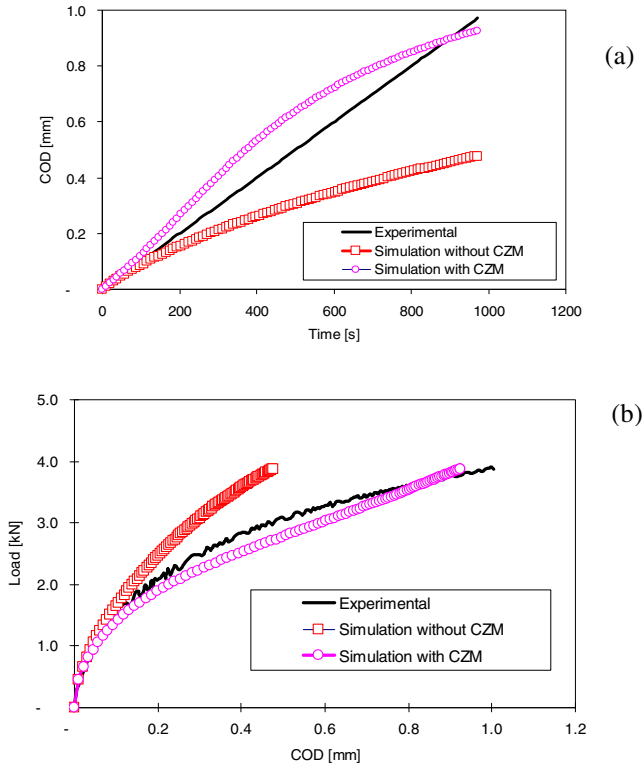 1.0
0.8
0.6
0.4
0.2
-
COD [mm]
(a)
Experimental
Simulation without CZM
Simulation with CZM
0 200 400 600 800 1000 1200
Time [s]
5.0
4.0
3.0
2.0
1.0
-
Load [kN]
(b)
Experimental
Simulation without CZM
Simulation with CZM
- 0.2 0.4 0.6 0.8 1.0 1.2
COD [mm]